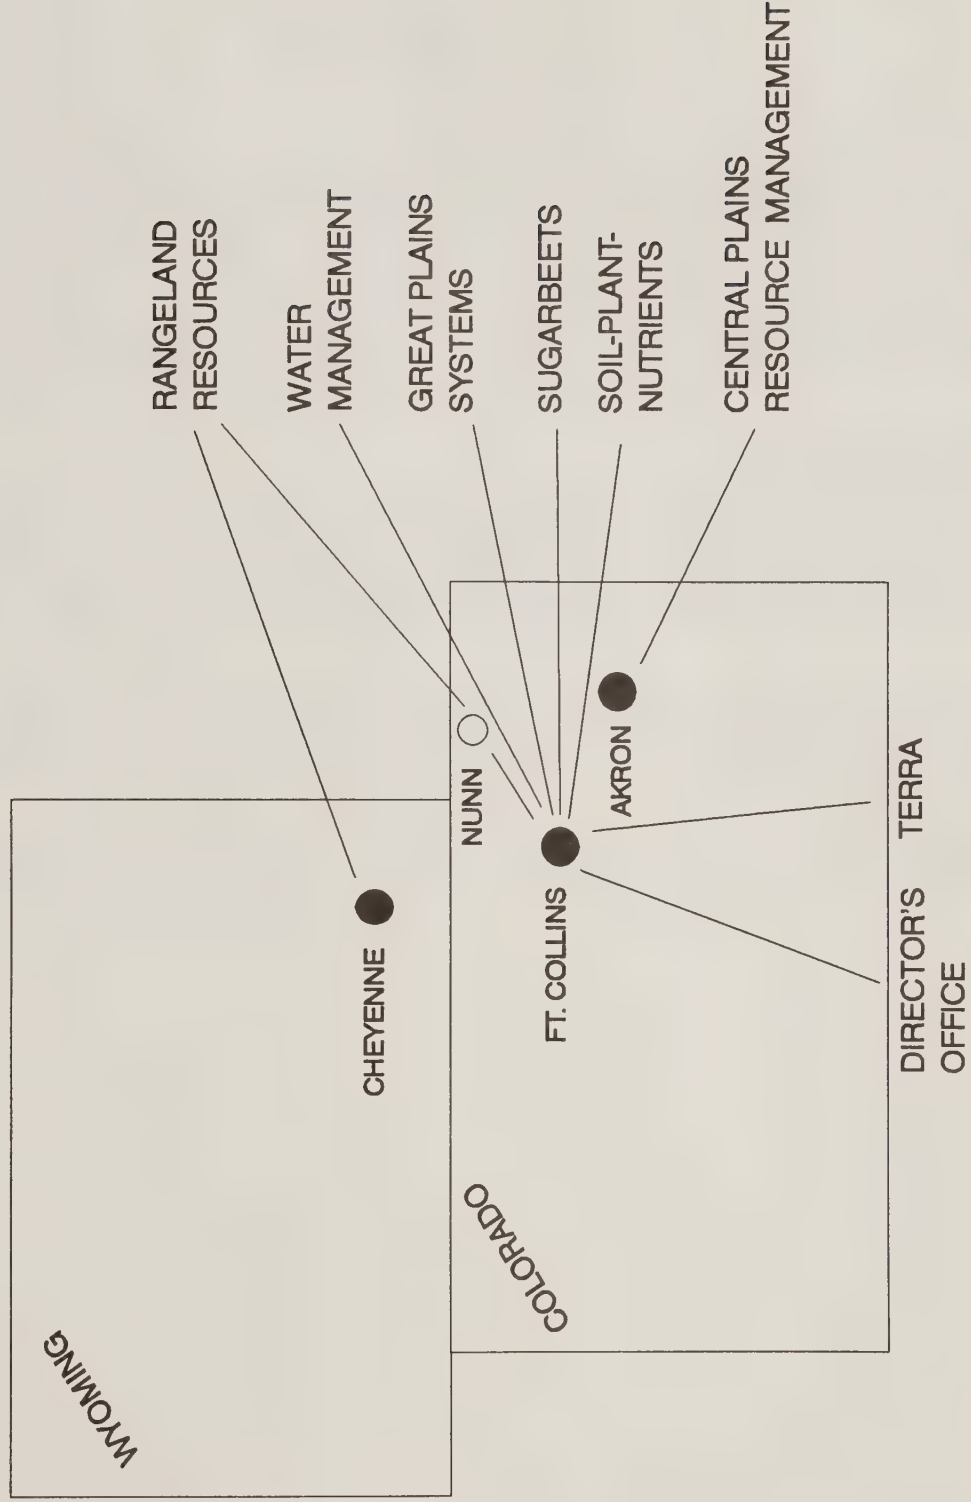 WYOMING
CHEYENNE
COLORADO
NUNN
FT. COLLINS
AKRON
RANGELAND
RESOURCES
WATER
MANAGEMENT
GREAT PLAINS
SYSTEMS
SUGARBEETS
SOIL-PLANT-
NUTRIENTS
CENTRAL PLAINS
RESOURCE MANAGEMENT
DIRECTOR'S
OFFICE
TERRA